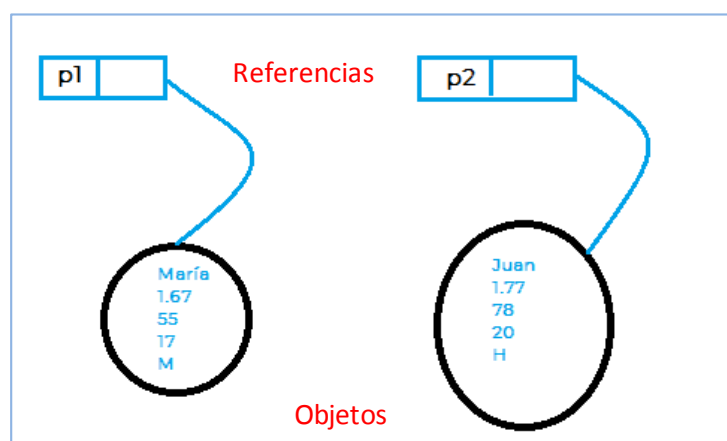 p1
Referencias
p2
María
1.67
55
17
M
Juan
1.77
78
20
H
Objetos